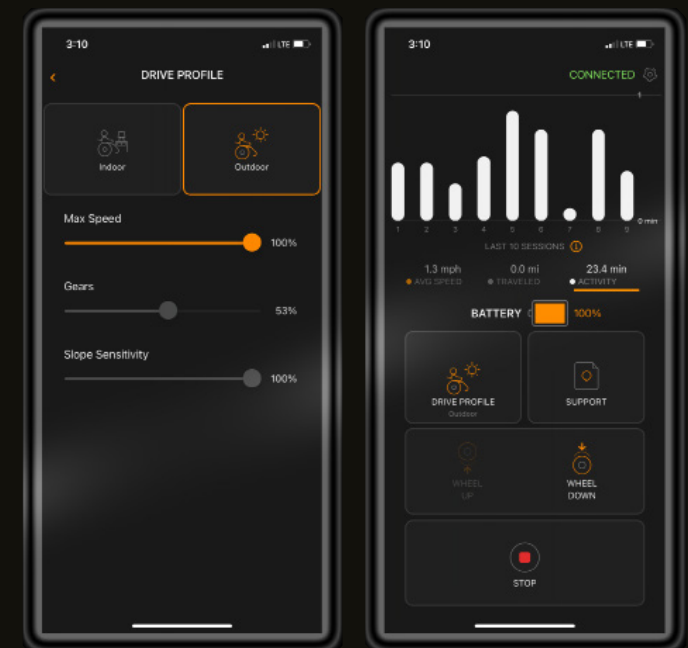 3:10
LTE
DRIVE PROFILE
Indoor
Outdoor
Max Speed
100%
Gears
53%
Slope Sensitivity
100%
3:10
LTE
CONNECTED
1
0 min
1 2 3 4 5 6 7 8 9
LAST 10 SESSIONS
1.3 mph 0.0 mi 23.4 min
AVG SPEED TRAVELED ACTIVITY
BATTERY 100%
DRIVE PROFILE
Outdoor
SUPPORT
WHEEL
UP
WHEEL
DOWN
STOP